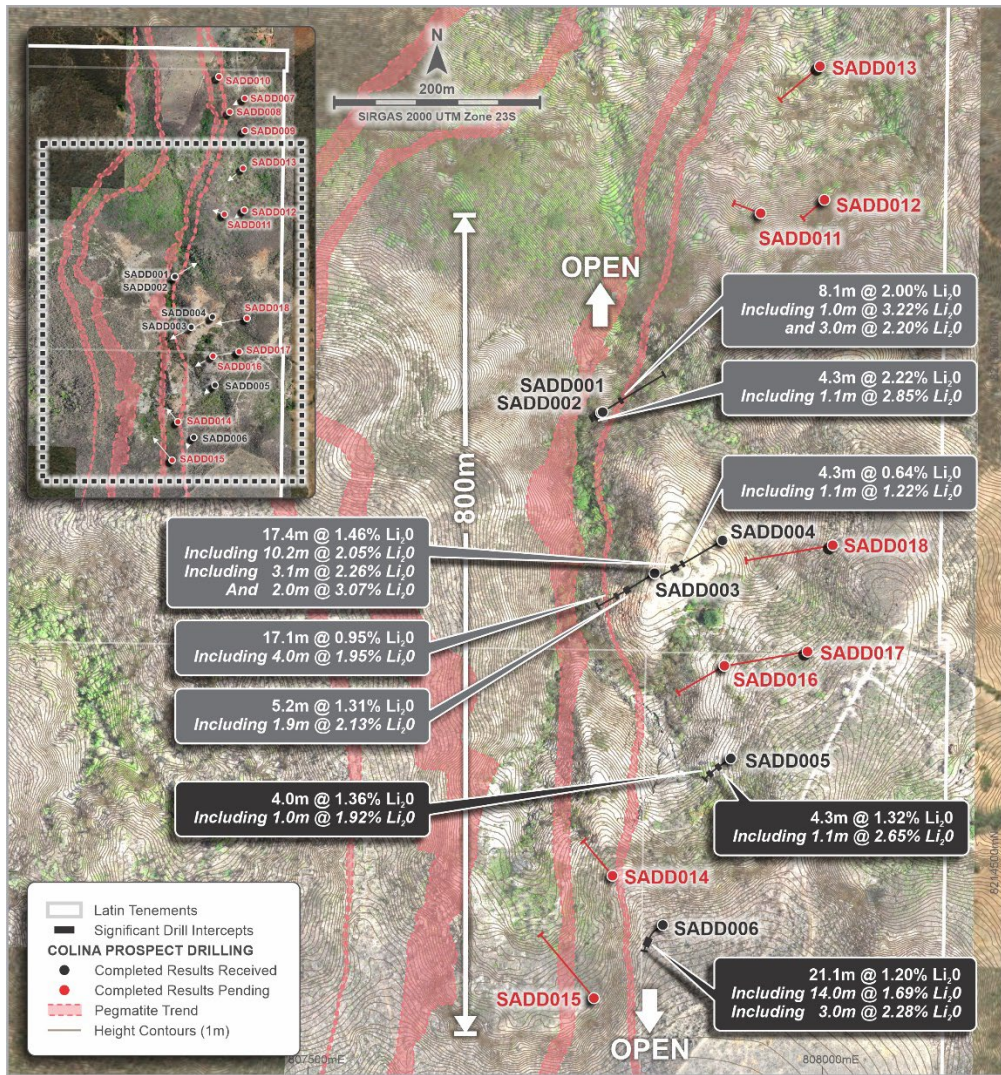 SADD010
SADD007
SADD008
SADD009
SADD013
SADD012
SADD011
SADD001
SADD002
SADD004
SADD003
SADD018
SADD017
SADD016
SADD005
SADD014
SADD006
SADD015
N
200m
SIRGAS 2000 UTM Zone 23S
SADD013
SADD012
SADD011
OPEN
8.1m @ 2.00% Li₂0
Including 1.0m @ 3.22% Li₂0
and 3.0m @ 2.20% Li₂0
SADD001
SADD002
4.3m @ 2.22% Li₂0
Including 1.1m @ 2.85% Li₂0
800m
4.3m @ 0.64% Li₂0
Including 1.1m @ 1.22% Li₂0
SADD004
SADD018
SADD003
17.4m @ 1.46% Li₂0
Including 10.2m @ 2.05% Li₂0
Including 3.1m @ 2.26% Li₂0
And 2.0m @ 3.07% Li₂0
17.1m @ 0.95% Li₂0
Including 4.0m @ 1.95% Li₂0
5.2m @ 1.31% Li₂0
Including 1.9m @ 2.13% Li₂0
SADD017
SADD016
SADD005
4.0m @ 1.36% Li₂0
Including 1.0m @ 1.92% Li₂0
4.3m @ 1.32% Li₂0
Including 1.1m @ 2.65% Li₂0
SADD014
SADD006
21.1m @ 1.20% Li₂0
Including 14.0m @ 1.69% Li₂0
Including 3.0m @ 2.28% Li₂0
SADD015
OPEN
Latin Tenements
Significant Drill Intercepts
COLINA PROSPECT DRILLING
Completed Results Received
Completed Results Pending
Pegmatite Trend
Height Contours (1m)
807500mE
808000mE